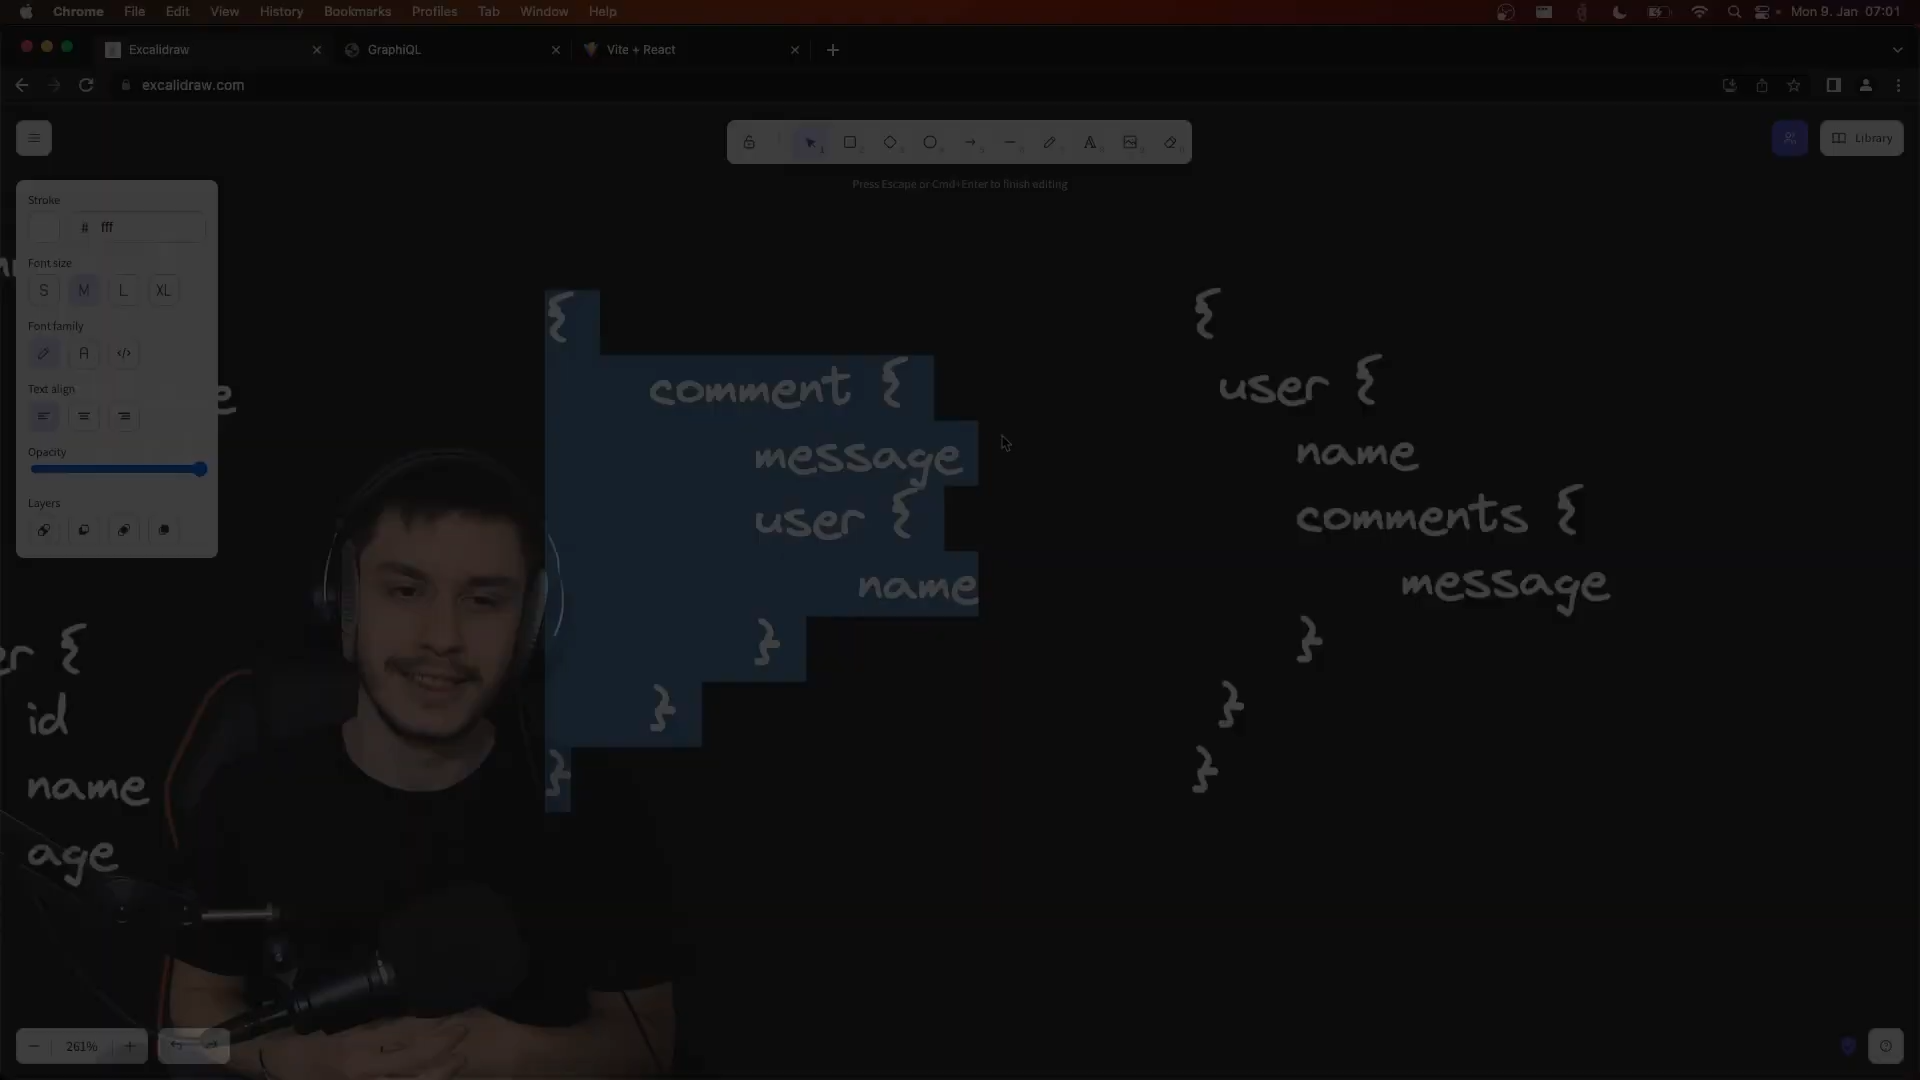 Chrome File Edit View History Bookmarks Profiles Tab Window Help Mon 9. Jan 07:01
Excalidraw GraphiQL Vite + React
excalidraw.com
Library
Press Escape or Cmd+Enter to finish editing
Stroke
# fff
Font size
S M L XL
Font family
A </>
Text align
Opacity
Layers
{
comment {
message
user {
name
}
}
}
{
user {
name
comments {
message
}
}
}
{
id
name
age
261%